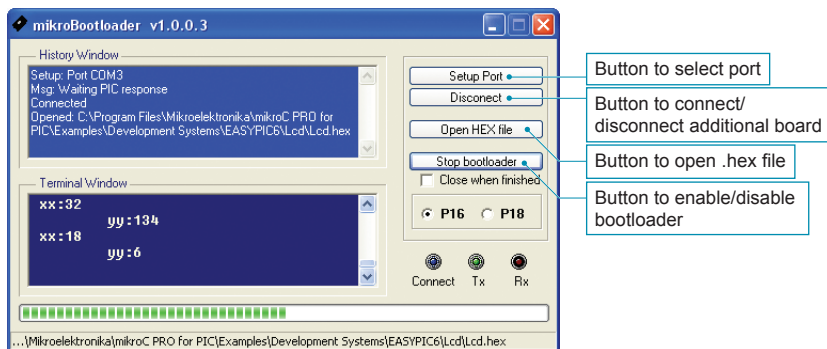 mikroBootloader v1.0.0.3
History Window
Setup: Port COM3
Msg: Waiting PIC response
Connected
Opened: C:\Program Files\Mikroelektronika\mikroC PRO for
PIC\Examples\Development Systems\EASYPIC6\Lcd\Lcd.hex
Terminal Window
xx:32
yy:134
xx:18
yy:6
Setup Port
Disconect
Open HEX file
Stop bootloader
Close when finished
P16 P18
Connect Tx Rx
...\Mikroelektronika\mikroC PRO for PIC\Examples\Development Systems\EASYPIC6\Lcd\Lcd.hex
Button to select port
Button to connect/
disconnect additional board
Button to open .hex file
Button to enable/disable
bootloader